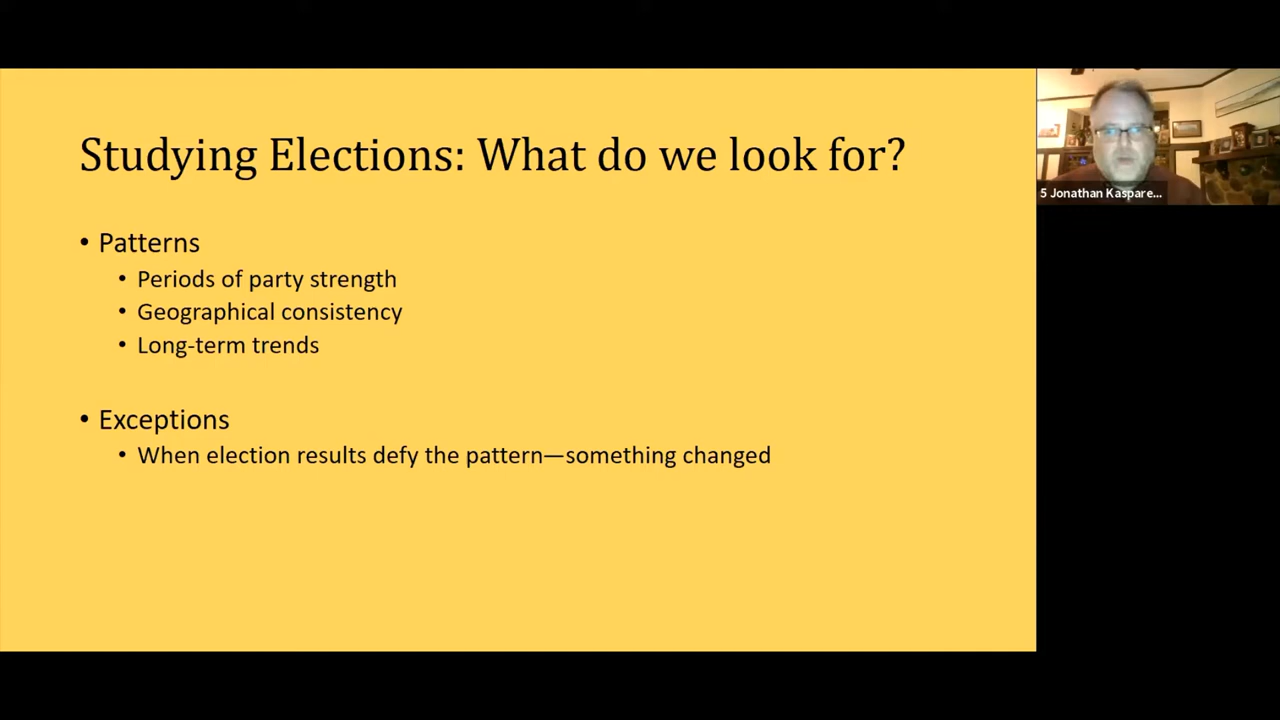 Studying Elections: What do we look for?
• Patterns
• Periods of party strength
• Geographical consistency
• Long-term trends
• Exceptions
• When election results defy the pattern—something changed
5 Jonathan Kaspare...